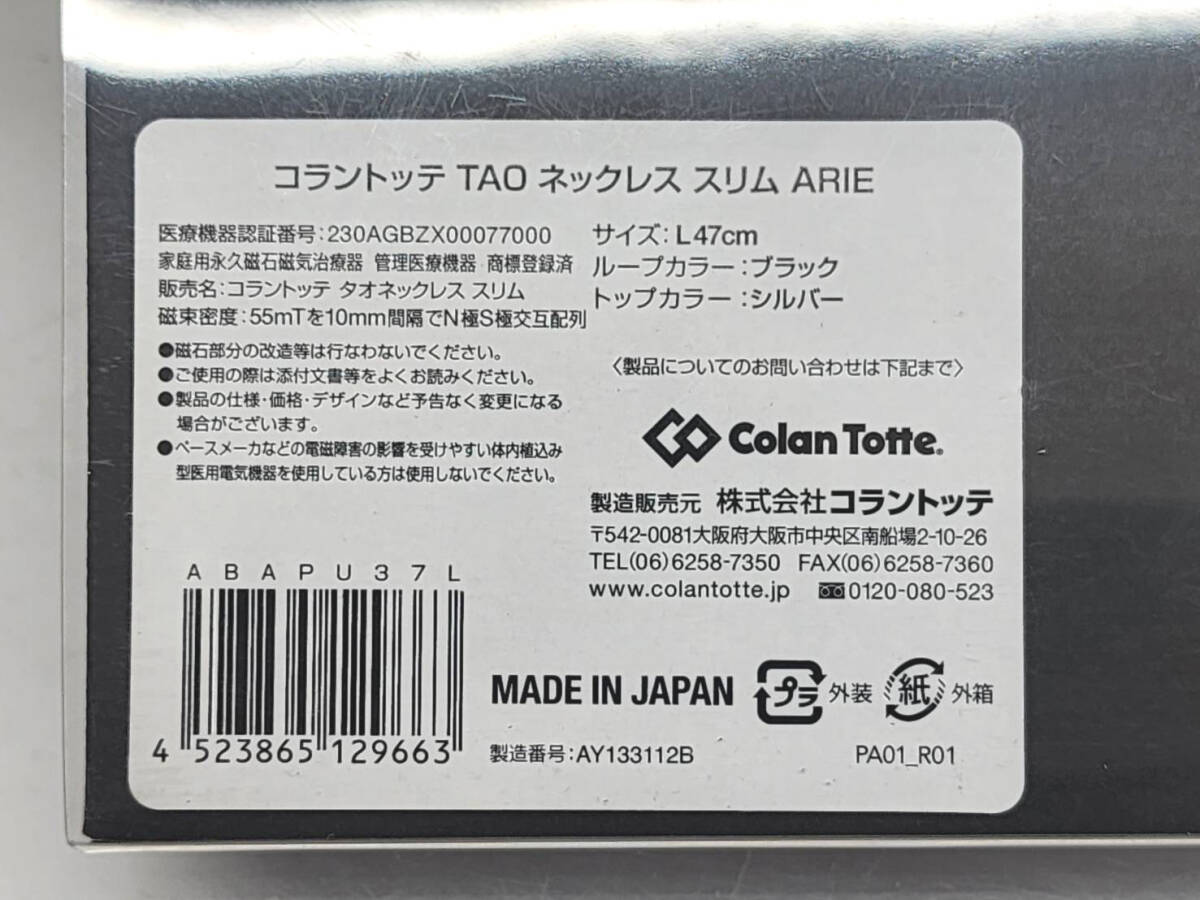 コラントッテ TAO ネックレス スリム ARIE
医療機器認証番号:230AGBZX00077000
家庭用永久磁石磁気治療器 管理医療機器 商標登録済
販売名:コラントッテ タオネックレス スリム
磁束密度:55mTを10mm間隔でN極S極交互配列
●磁石部分の改造等は行なわないでください。
●ご使用の際は添付文書等をよくお読みください。
●製品の仕様・価格・デザインなど予告なく変更になる
場合がございます。
●ペースメーカなどの電磁障害の影響を受けやすい体内植込み
型医用電気機器を使用している方は使用しないでください。
サイズ:L47cm
ループカラー:ブラック
トップカラー:シルバー
〈製品についてのお問い合わせは下記まで〉
Colan Totte.
製造販売元 株式会社コラントッテ
〒542-0081大阪府大阪市中央区南船場2-10-26
TEL(06)6258-7350 FAX(06)6258-7360
www.colantotte.jp 0120-080-523
ABAPU37L
4 523865 129663
MADE IN JAPAN
プラ 外装 紙 外箱
製造番号:AY133112B
PA01_R01